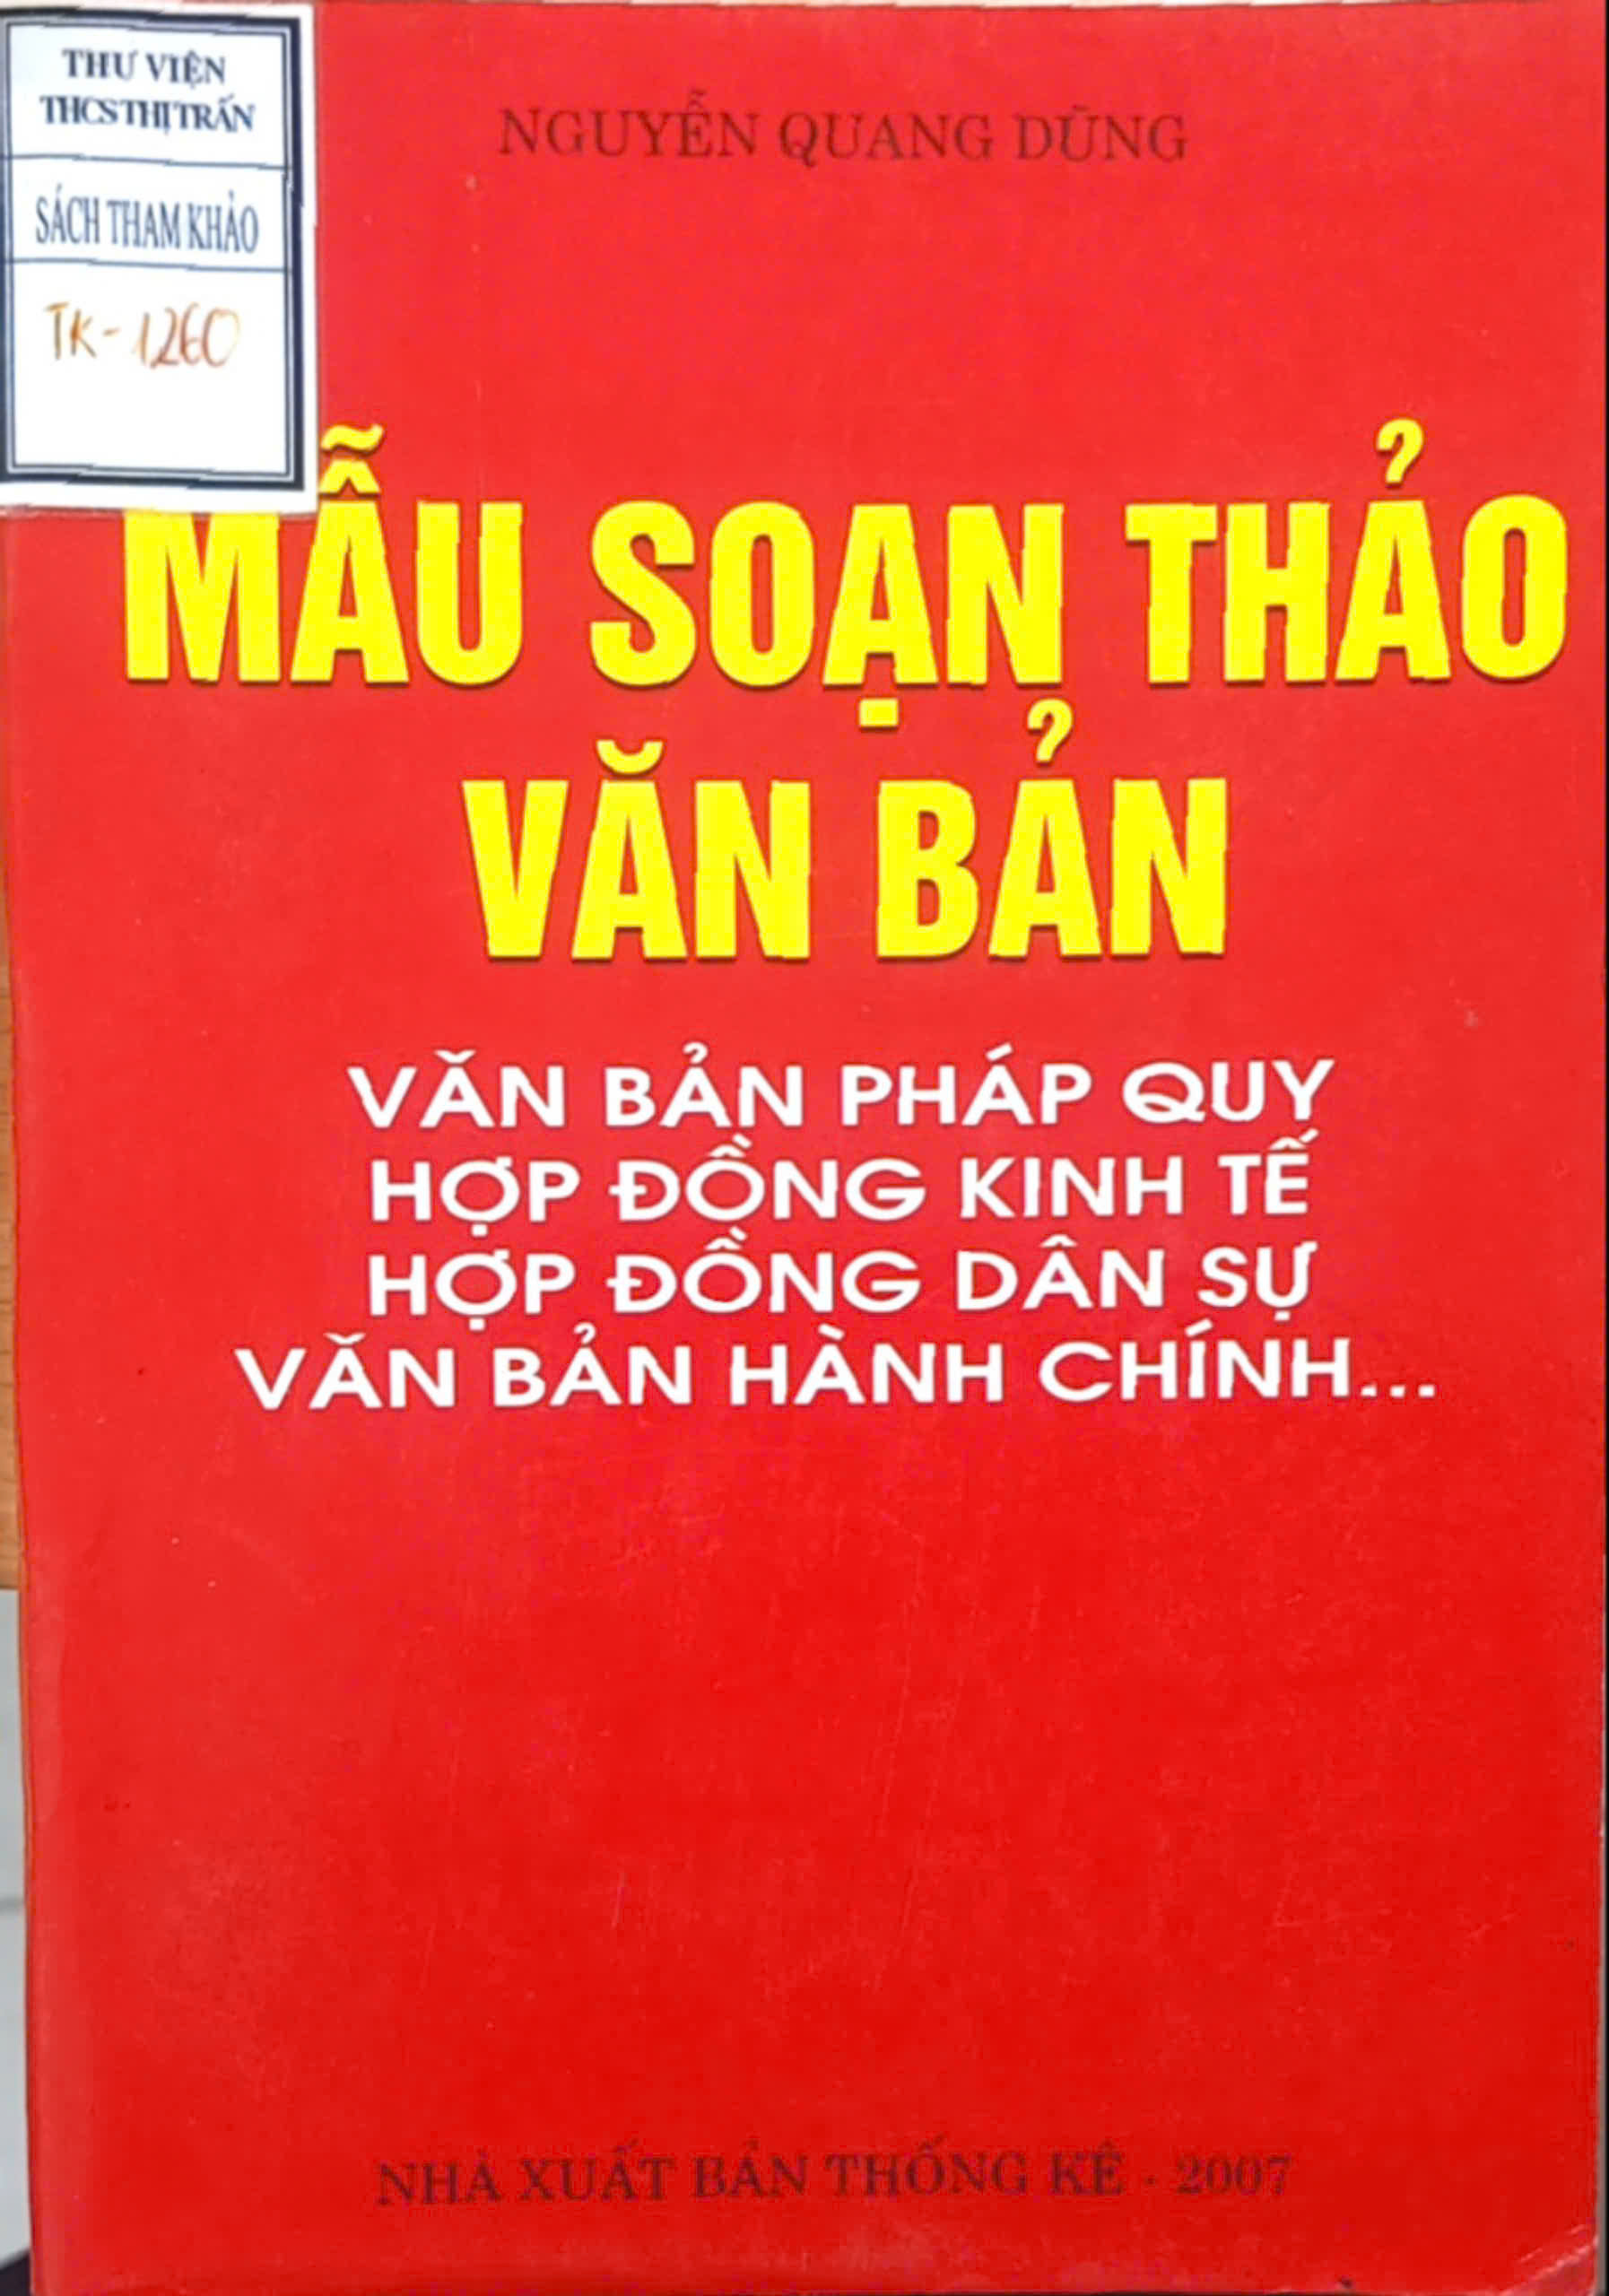 THƯ VIỆN
THCS THỊ TRẤN
SÁCH THAM KHẢO
TK-1260
NGUYỄN QUANG DŨNG
MẪU SOẠN THẢO
VĂN BẢN
VĂN BẢN PHÁP QUY
HỢP ĐỒNG KINH TẾ
HỢP ĐỒNG DÂN SỰ
VĂN BẢN HÀNH CHÍNH...
NHÀ XUẤT BẢN THỐNG KÊ - 2007